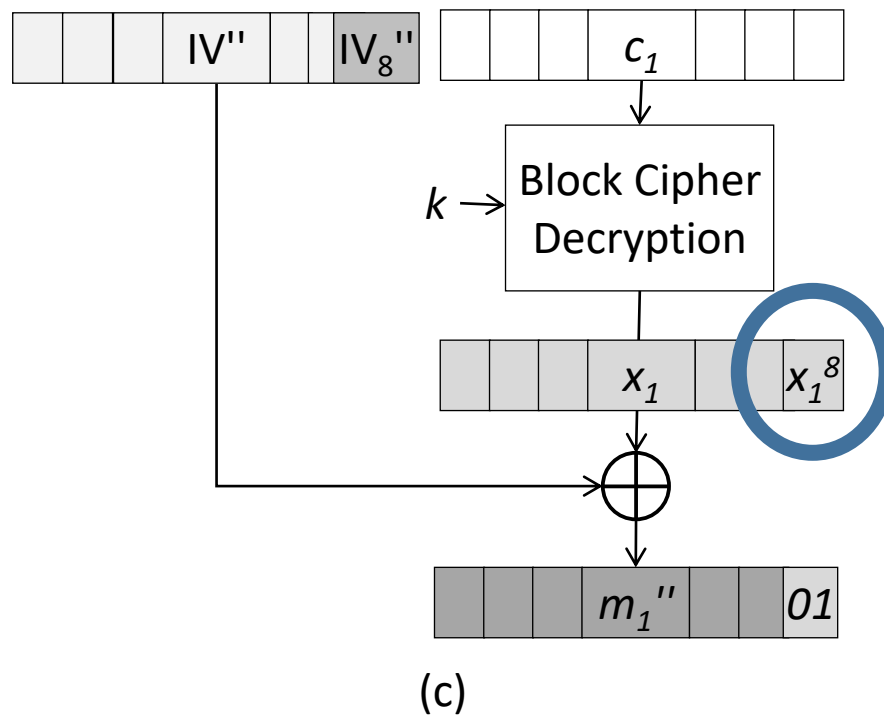 IV'' IV₈'' c₁
k
Block Cipher
Decryption
x₁ x₁⁸
m₁'' 01
(c)